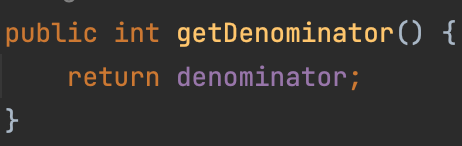 public int getDenominator() {
    return denominator;
}